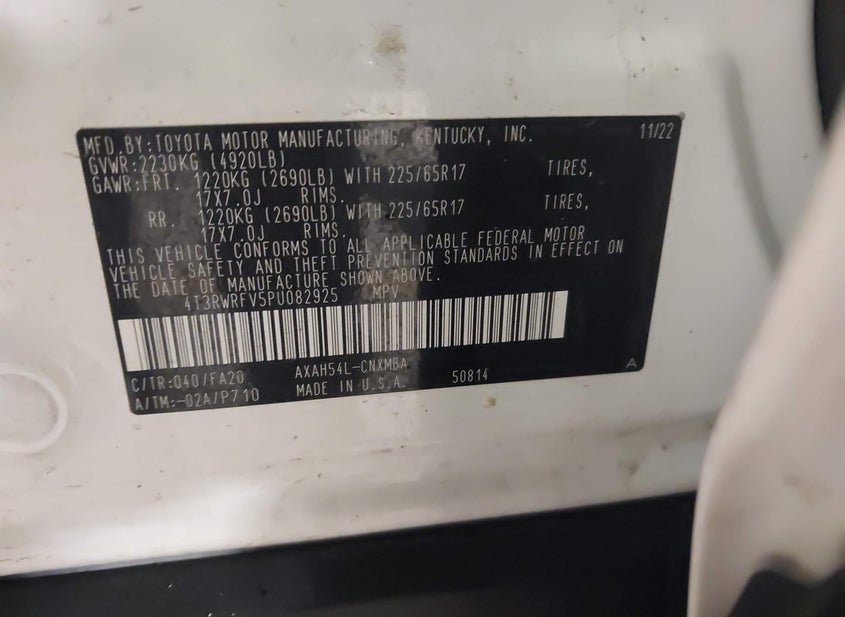 MFD.BY:TOYOTA MOTOR MANUFACTURING, KENTUCKY, INC. 11/22
GVWR:2230KG (4920LB)
GAWR:FRT. 1220KG (2690LB) WITH 225/65R17 TIRES,
17X7.0J RIMS.
RR. 1220KG (2690LB) WITH 225/65R17 TIRES,
17X7.0J RIMS.
THIS VEHICLE CONFORMS TO ALL APPLICABLE FEDERAL MOTOR
VEHICLE SAFETY AND THEFT PREVENTION STANDARDS IN EFFECT ON
THE DATE OF MANUFACTURE SHOWN ABOVE.
4T3RWRFV5PU082925 MPV
C/TR:040/FA20 AXAH54L-CNXMBA 50814 A
A/TM:-02A/P710 MADE IN U.S.A.